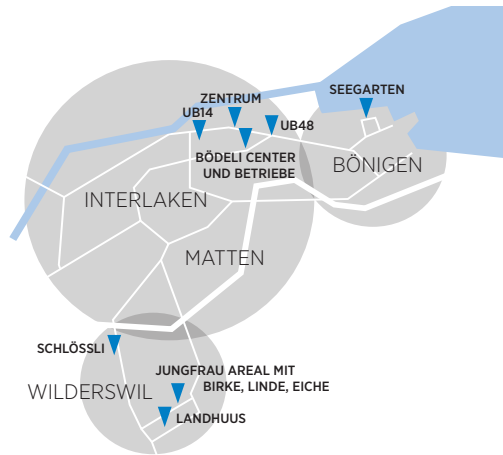 SEEGARTEN
ZENTRUM
UB14
UB48
BÖDELI CENTER
UND BETRIEBE
BÖNIGEN
INTERLAKEN
MATTEN
SCHLÖSSLI
JUNGFRAU AREAL MIT
BIRKE, LINDE, EICHE
WILDERSWIL
LANDHUUS